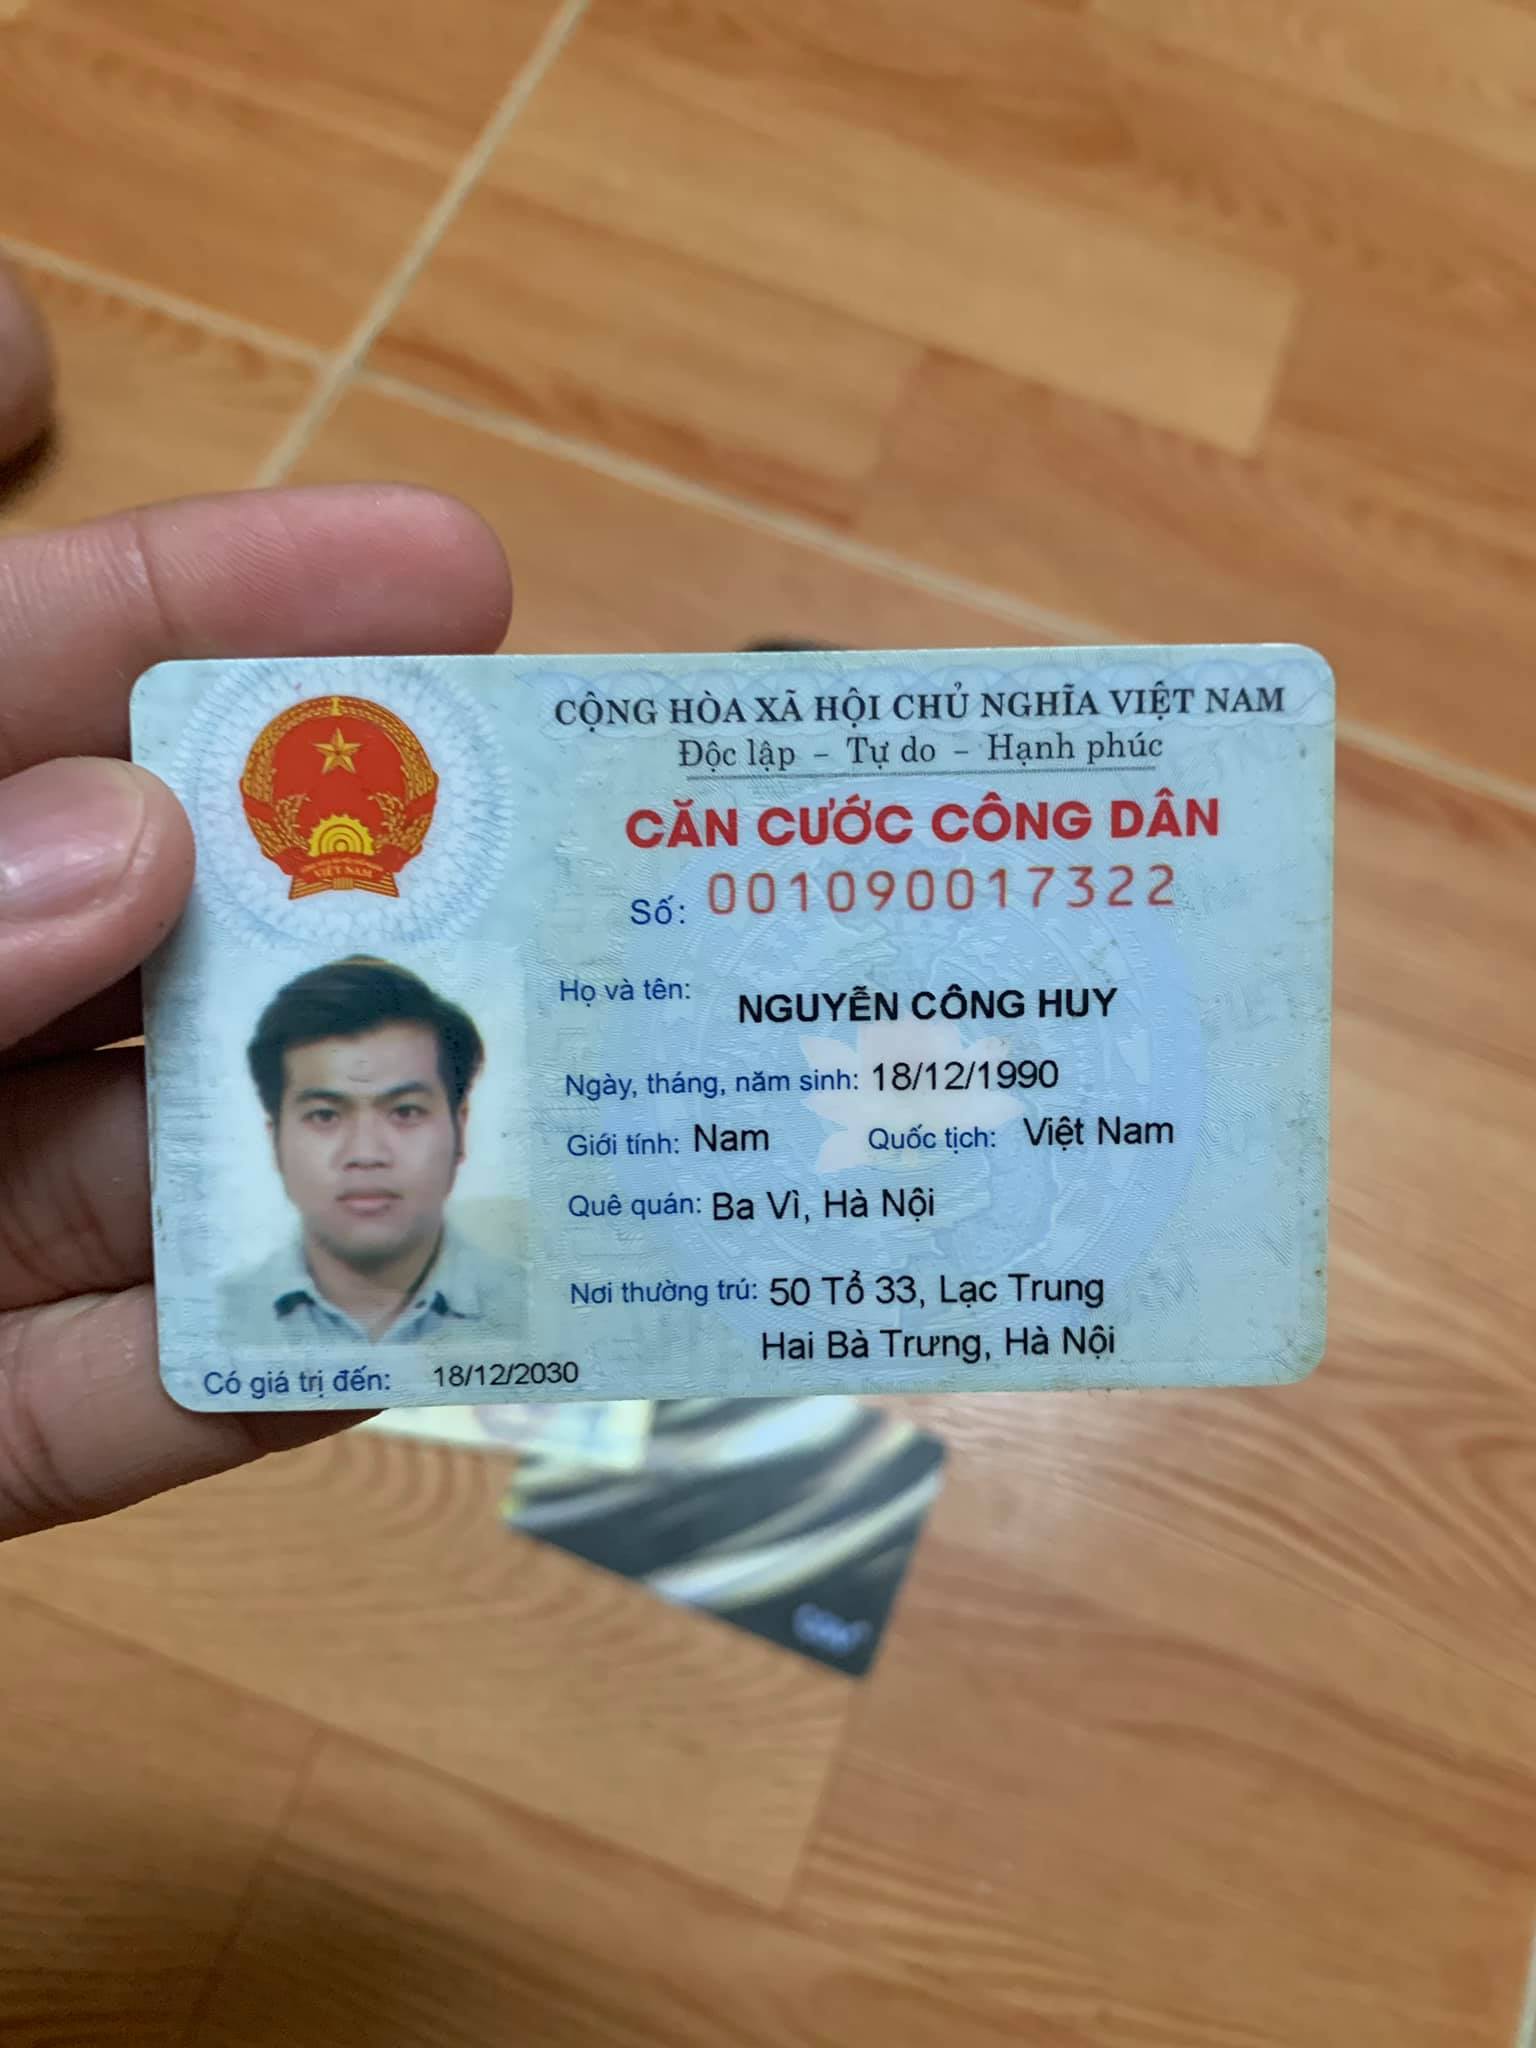 CỘNG HÒA XÃ HỘI CHỦ NGHĨA VIỆT NAM
Độc lập - Tự do - Hạnh phúc
CĂN CƯỚC CÔNG DÂN
Số: 001090017322
Họ và tên: NGUYỄN CÔNG HUY
Ngày, tháng, năm sinh: 18/12/1990
Giới tính: Nam Quốc tịch: Việt Nam
Quê quán: Ba Vì, Hà Nội
Nơi thường trú: 50 Tổ 33, Lạc Trung
Hai Bà Trưng, Hà Nội
Có giá trị đến: 18/12/2030
VIỆT NAM